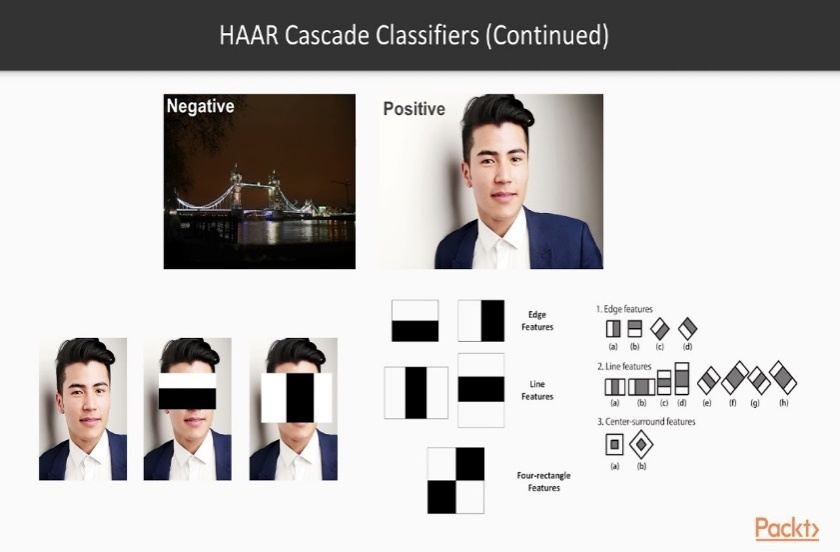 HAAR Cascade Classifiers (Continued)
Negative
Positive
Edge
Features
Line
Features
Four-rectangle
Features
1. Edge features
(a) (b) (c) (d)
2. Line features
(a) (b) (c) (d) (e) (f) (g) (h)
3. Center-surround features
(a) (b)
Packt>